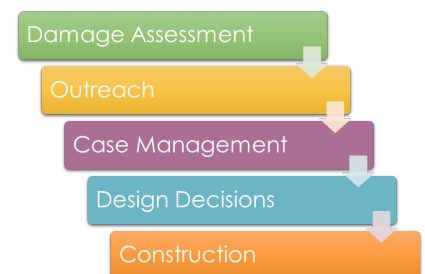 Damage Assessment
Outreach
Case Management
Design Decisions
Construction